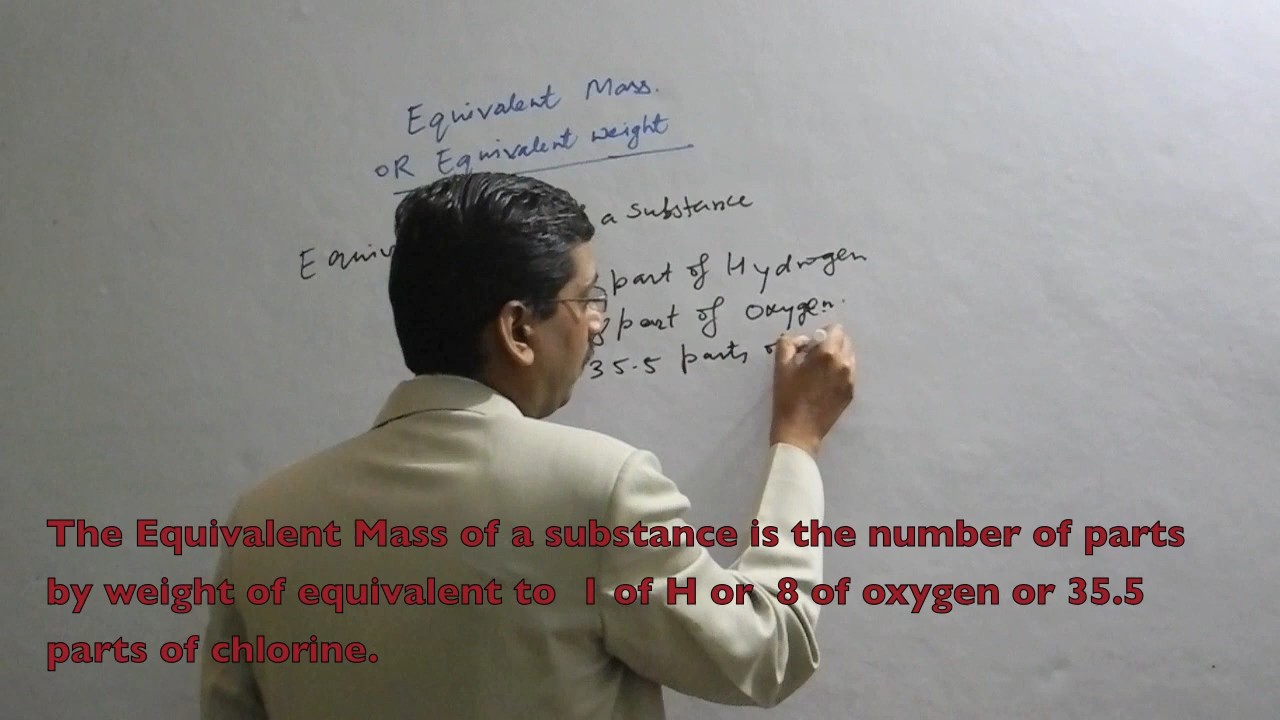 Equivalent Mass.
OR Equivalent weight
Equiv a substance
part of Hydrogen
8 part of Oxygen.
35.5 parts
The Equivalent Mass of a substance is the number of parts
by weight of equivalent to 1 of H or 8 of oxygen or 35.5
parts of chlorine.